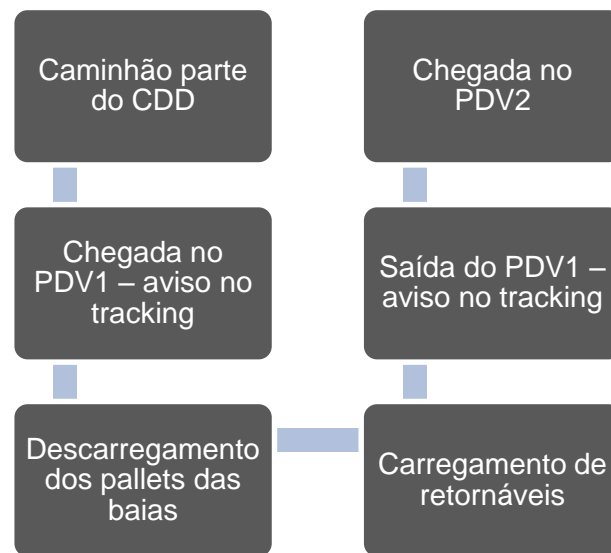 Caminhão parte
do CDD
Chegada no
PDV1 – aviso no
tracking
Descarregamento
dos pallets das
baias
Carregamento de
retornáveis
Saída do PDV1 –
aviso no tracking
Chegada no
PDV2